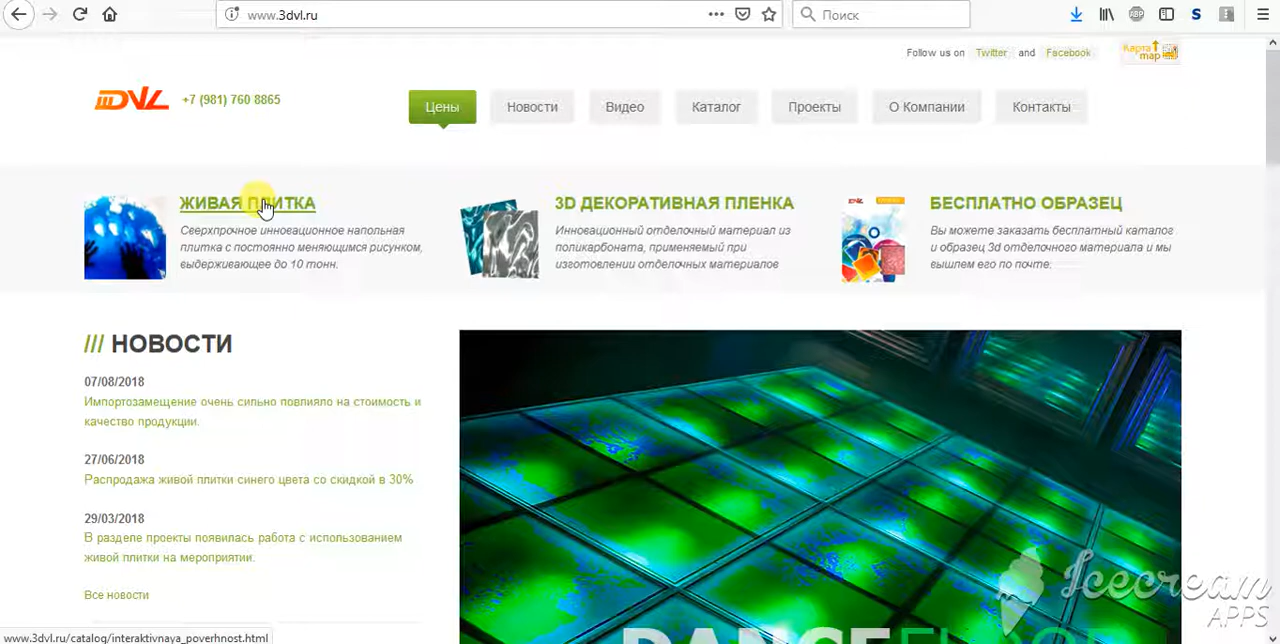 www.3dvl.ru
Поиск
ABP
S
Follow us on Twitter and Facebook
Карта
map
DVL +7 (981) 760 8865
Цены Новости Видео Каталог Проекты О Компании Контакты
ЖИВАЯ ПЛИТКА
Сверхпрочное инновационное напольная
плитка с постоянно меняющимся рисунком,
выдерживающее до 10 тонн.
3D ДЕКОРАТИВНАЯ ПЛЕНКА
Инновационный отделочный материал из
поликарбоната, применяемый при
изготовлении отделочных материалов
БЕСПЛАТНО ОБРАЗЕЦ
Вы можете заказать бесплатный каталог
и образец 3d отделочного материала и мы
вышлем его по почте:
/// НОВОСТИ
07/08/2018
Импортозамещение очень сильно повлияло на стоимость и
качество продукции.
27/06/2018
Распродажа живой плитки синего цвета со скидкой в 30%
29/03/2018
В разделе проекты появилась работа с использованием
живой плитки на мероприятии.
Все новости
DANCEFLOOR
Icecream
APPS
www.3dvl.ru/catalog/interaktivnaya_poverhnost.html